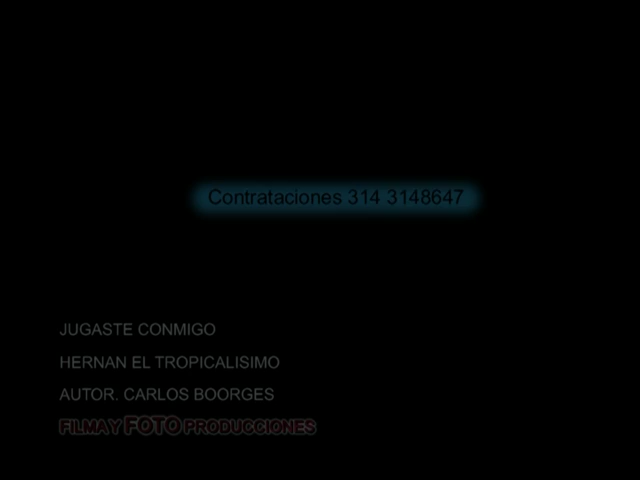 Contrataciones 314 3148647
JUGASTE CONMIGO
HERNAN EL TROPICALISIMO
AUTOR. CARLOS BOORGES
FILMA Y FOTO PRODUCCIONES